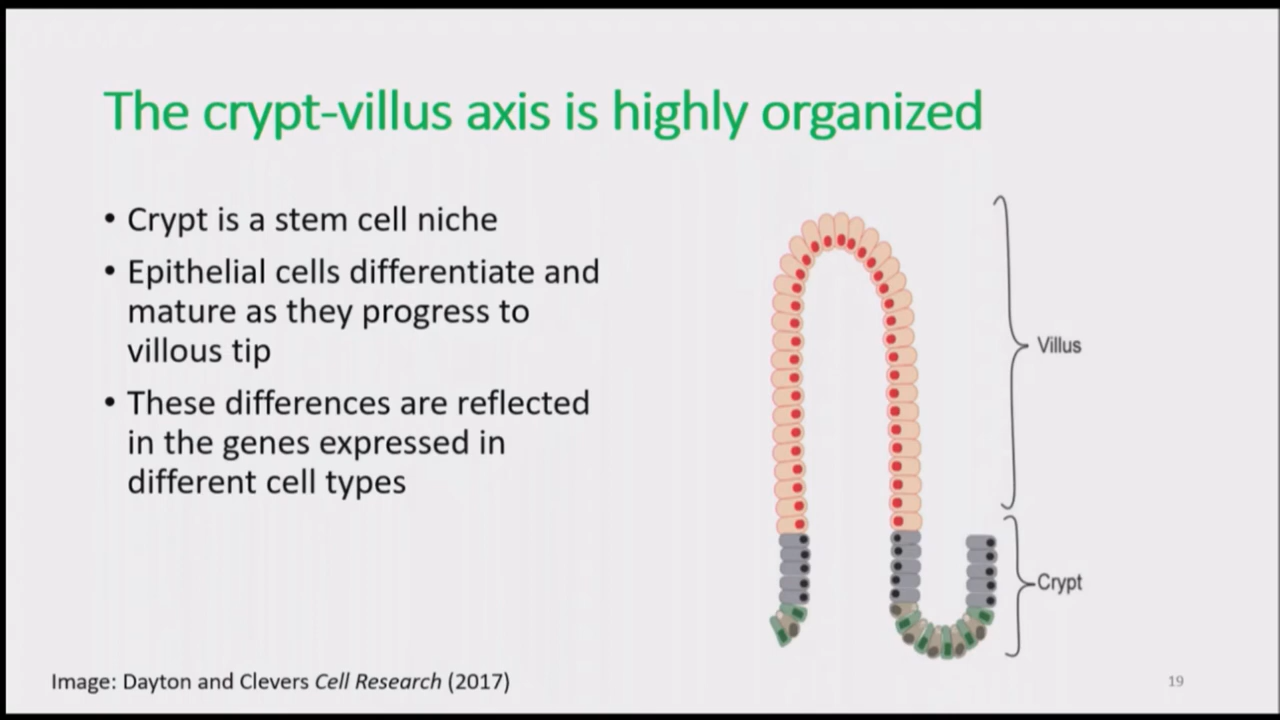 The crypt-villus axis is highly organized
• Crypt is a stem cell niche
• Epithelial cells differentiate and
mature as they progress to
villous tip
• These differences are reflected
in the genes expressed in
different cell types
Villus
Crypt
Image: Dayton and Clevers Cell Research (2017)
19